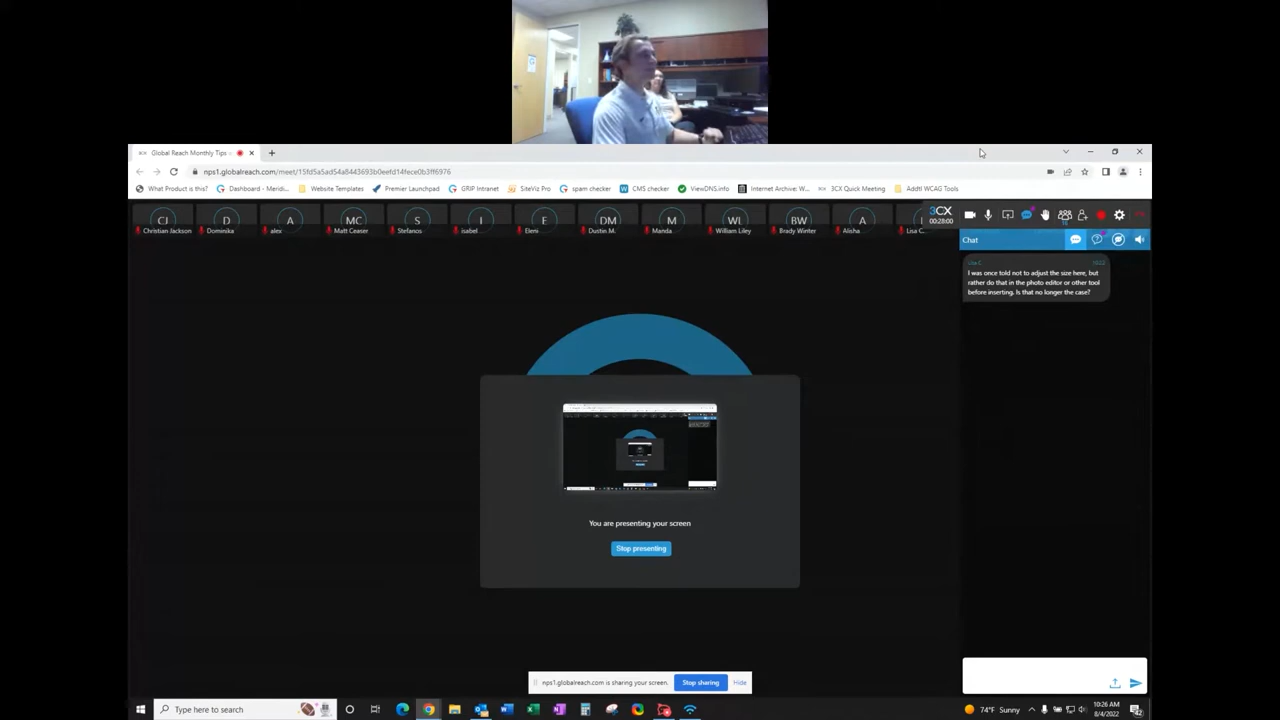 Global Reach Monthly Tips
nps1.globalreach.com/meet/15fd5a5ad54a8443693b0eefd14fece0b3ff6976
What Product is this?
Dashboard - Meridi...
Website Templates
Premier Launchpad
GRIP Intranet
SiteViz Pro
spam checker
CMS checker
ViewDNS.info
Internet Archive: W...
3CX Quick Meeting
Addtl WCAG Tools
CJ
D
A
MC
S
I
E
DM
M
WL
BW
A
Christian Jackson
Dominika
alex
Matt Ceaser
Stefanos
isabel
Eleni
Dustin M.
Manda
William Liley
Brady Winter
Alisha
Lisa C.
3CX
00:28:00
Chat
10:22
I was once told not to adjust the size here, but
rather do that in the photo editor or other tool
before inserting. Is that no longer the case?
You are presenting your screen
Stop presenting
nps1.globalreach.com is sharing your screen.
Stop sharing
Hide
Type here to search
74°F Sunny
10:26 AM
8/4/2022